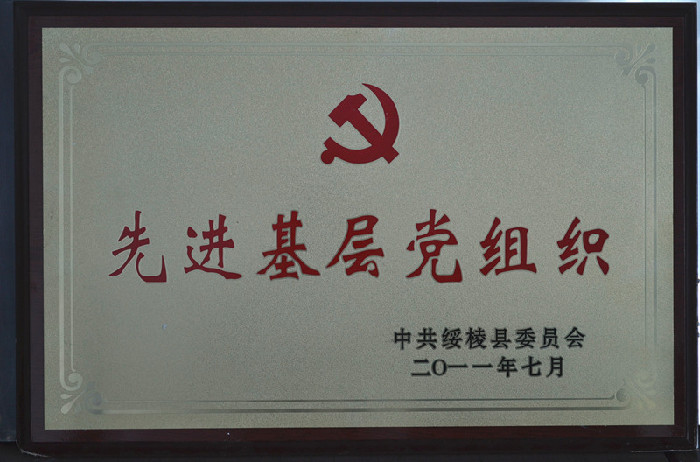 先进基层党组织
中共绥棱县委员会
二〇一一年七月